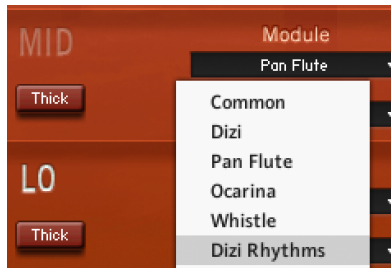 MID
Module
Pan Flute
Thick
Common
Dizi
Pan Flute
Ocarina
Whistle
Dizi Rhythms
LO
Thick